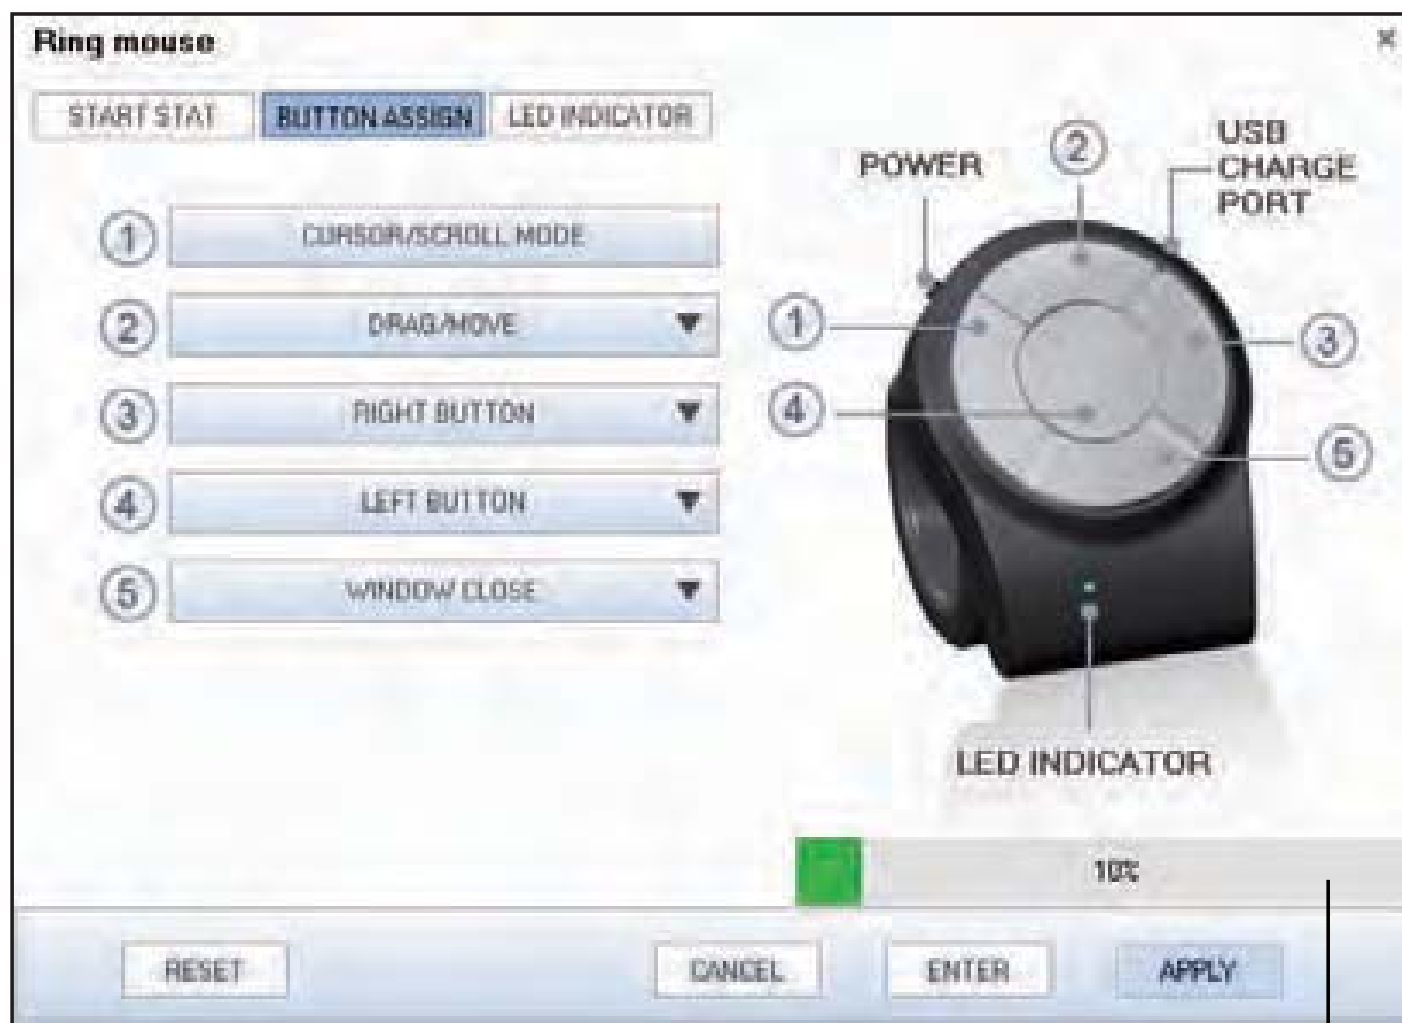 Ring mouse
×
START STAT BUTTON ASSIGN LED INDICATOR
① CURSOR/SCROLL MODE
② DRAG/MOVE ▼
③ RIGHT BUTTON ▼
④ LEFT BUTTON ▼
⑤ WINDOW CLOSE ▼
POWER
②
USB
CHARGE
PORT
①
③
④
⑤
LED INDICATOR
10%
RESET CANCEL ENTER APPLY